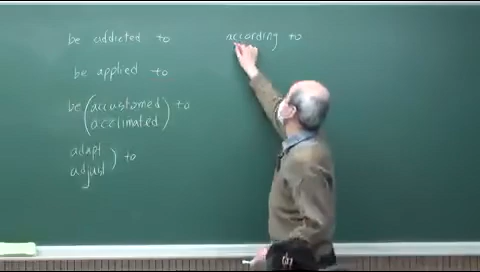 be addicted to
according to
be applied to
be (accustomed
acclimated) to
adapt
adjust) to